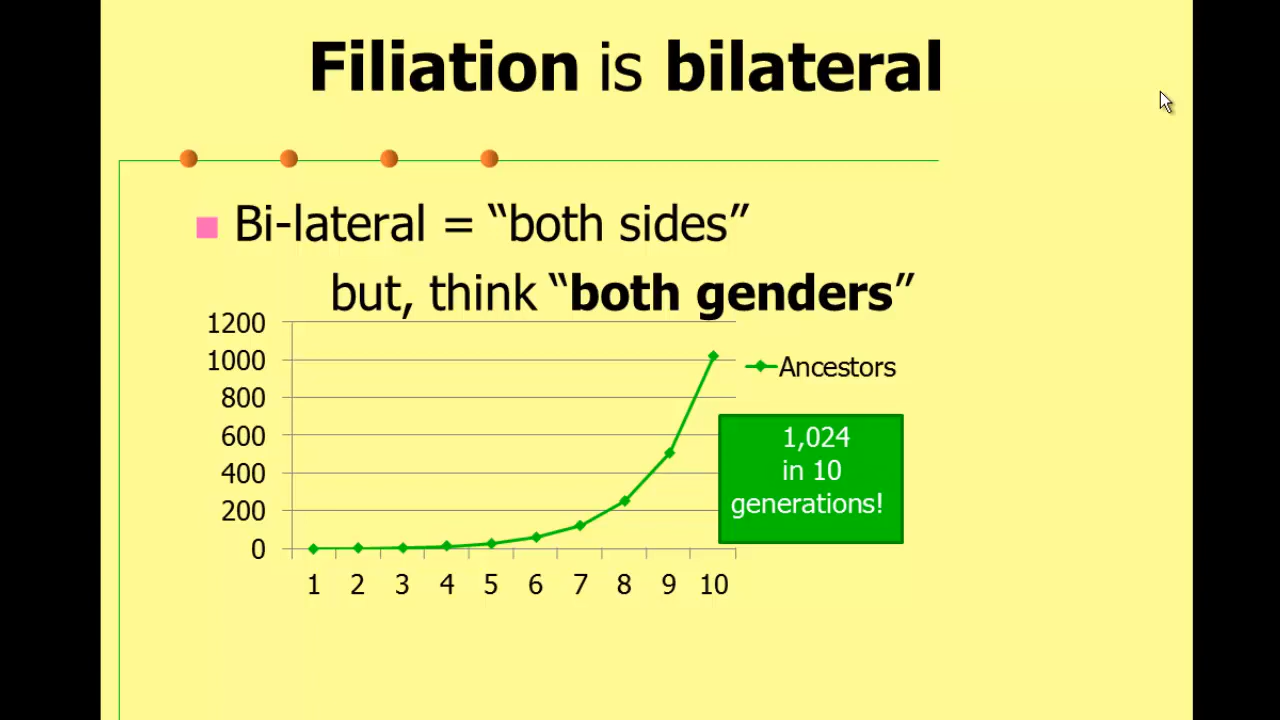 Filiation is bilateral
Bi-lateral = “both sides”
but, think “both genders”
1200
1000
800
600
400
200
0
1 2 3 4 5 6 7 8 9 10
Ancestors
1,024
in 10
generations!